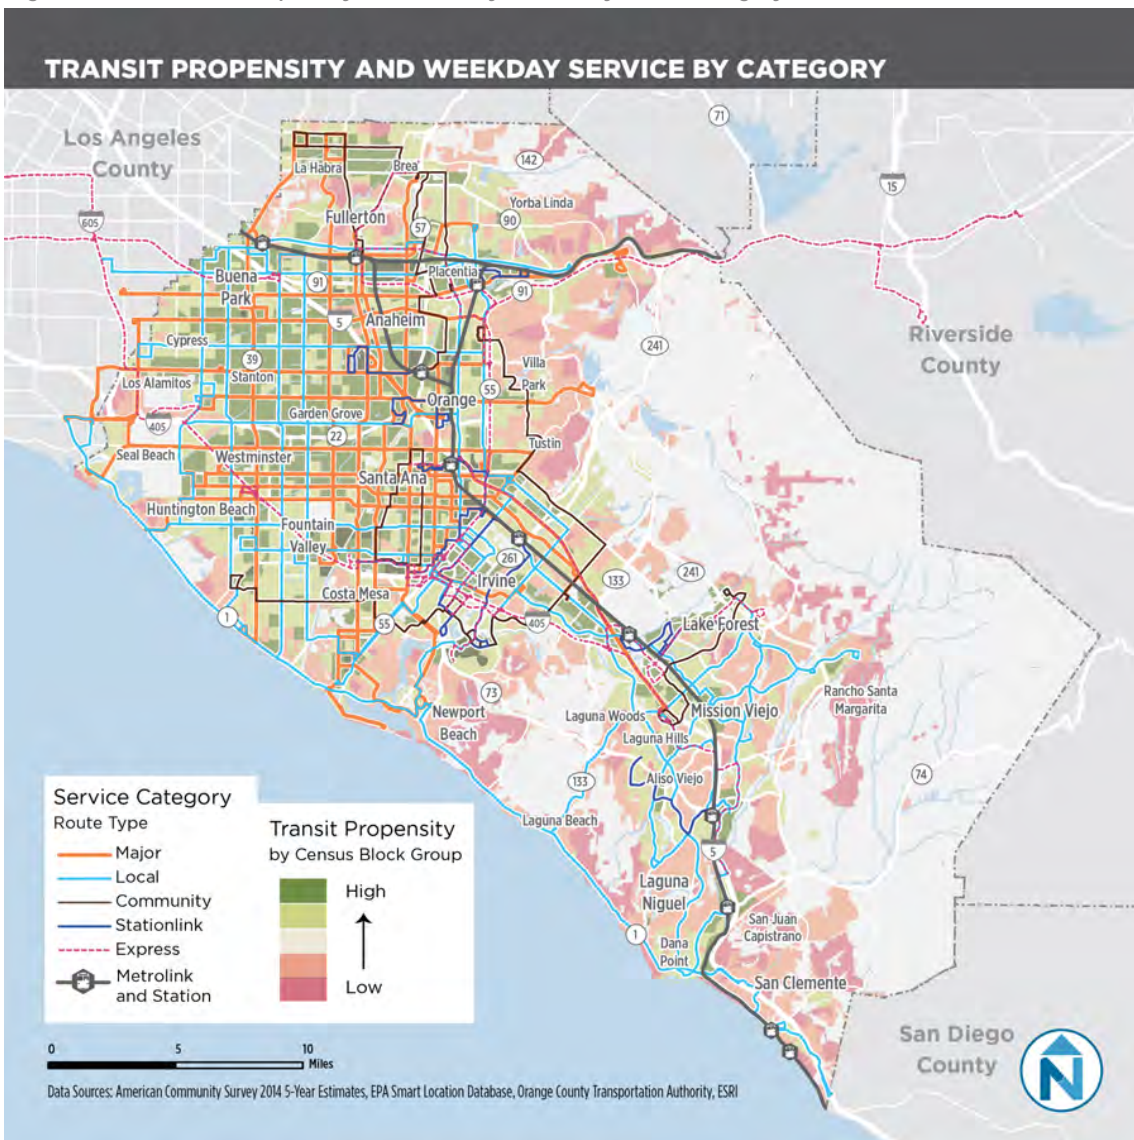 TRANSIT PROPENSITY AND WEEKDAY SERVICE BY CATEGORY
Los Angeles
County
71
142
La Habra
Brea
15
605
Fullerton
57
Yorba Linda
90
Buena
Park
91
Placentia
91
5
Anaheim
Cypress
241
Riverside
County
39
Stanton
Villa
Park
Los Alamitos
55
Orange
405
Garden Grove
22
Tustin
Seal Beach
Westminster
Santa Ana
Huntington Beach
Fountain
Valley
261
Irvine
133
241
Costa Mesa
1
55
405
Lake Forest
73
Rancho Santa
Margarita
Newport
Beach
Laguna Woods
Mission Viejo
Laguna Hills
133
Aliso Viejo
74
Laguna Beach
5
Laguna
Niguel
San Juan
Capistrano
1
Dana
Point
San Clemente
San Diego
County
N
Service Category
Route Type
Major
Local
Community
Stationlink
Express
Metrolink
and Station
Transit Propensity
by Census Block Group
High
Low
0 5 10
Miles
Data Sources: American Community Survey 2014 5-Year Estimates, EPA Smart Location Database, Orange County Transportation Authority, ESRI